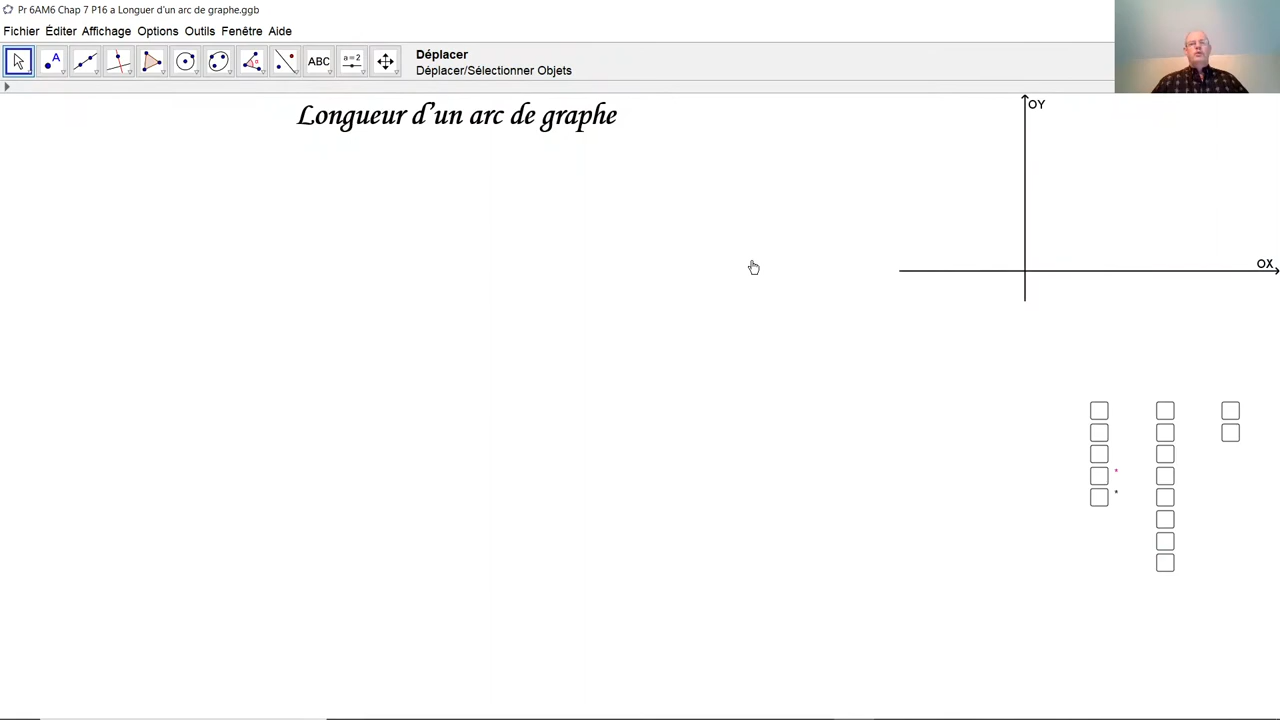 Pr 6AM6 Chap 7 P16 a Longuer d'un arc de graphe.ggb
Fichier Éditer Affichage Options Outils Fenêtre Aide
A
ABC
a=2
Déplacer
Déplacer/Sélectionner Objets
Longueur d'un arc de graphe
OY
OX
*
*